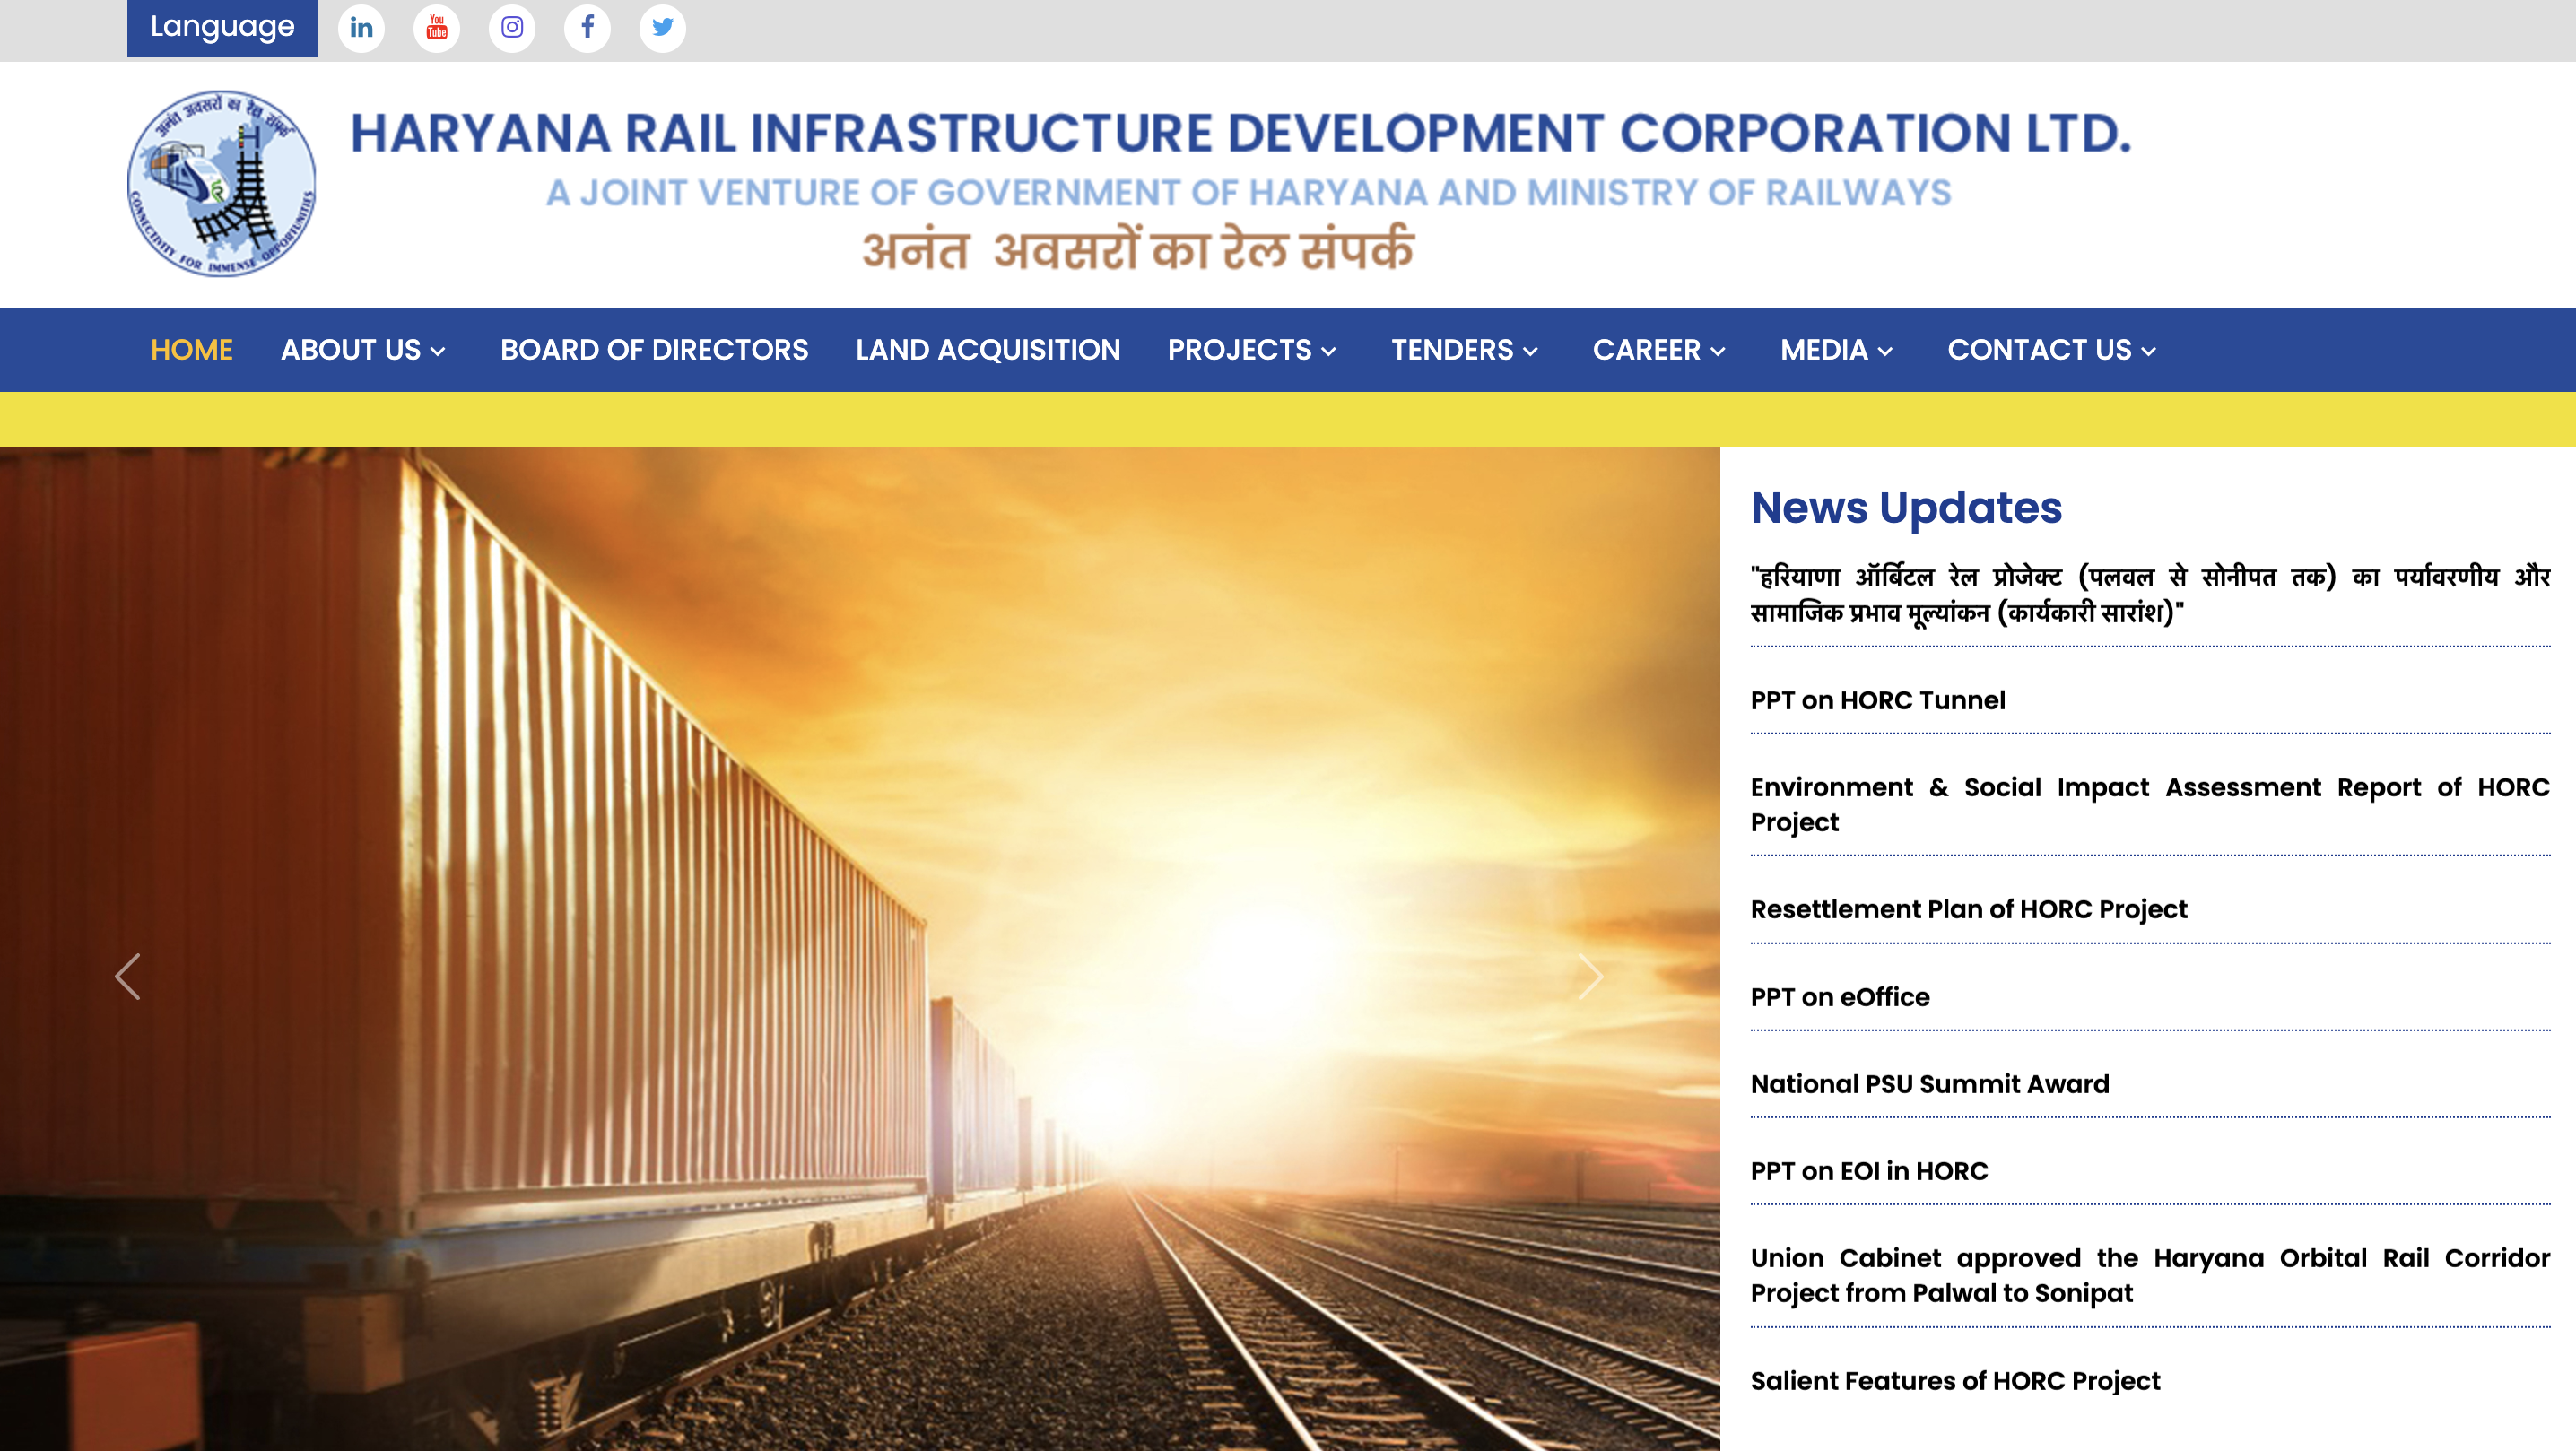 Language
You
Tube
अनंत अवसरों का रेल संपर्क
CONNECTIVITY FOR IMMENSE OPPORTUNITIES
HARYANA RAIL INFRASTRUCTURE DEVELOPMENT CORPORATION LTD.
A JOINT VENTURE OF GOVERNMENT OF HARYANA AND MINISTRY OF RAILWAYS
अनंत अवसरों का रेल संपर्क
HOME ABOUT US BOARD OF DIRECTORS LAND ACQUISITION PROJECTS TENDERS CAREER MEDIA CONTACT US
News Updates
"हरियाणा ऑर्बिटल रेल प्रोजेक्ट (पलवल से सोनीपत तक) का पर्यावरणीय और
सामाजिक प्रभाव मूल्यांकन (कार्यकारी सारांश)"
PPT on HORC Tunnel
Environment & Social Impact Assessment Report of HORC
Project
Resettlement Plan of HORC Project
PPT on eOffice
National PSU Summit Award
PPT on EOI in HORC
Union Cabinet approved the Haryana Orbital Rail Corridor
Project from Palwal to Sonipat
Salient Features of HORC Project